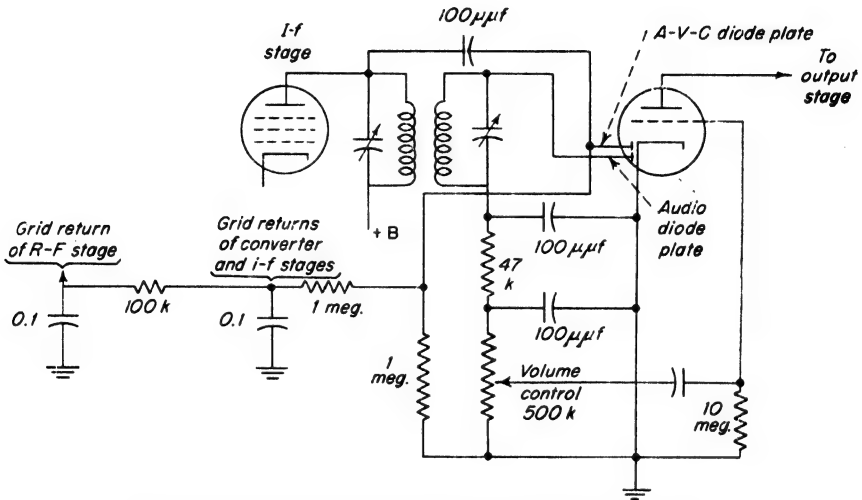 100μμf
I-f
stage
A-V-C diode plate
To
output
stage
+ B
Audio
diode
plate
100μμf
47
k
Grid return
of R-F stage
Grid returns
of converter
and i-f stages
100 k
1 meg.
0.1
0.1
100μμf
1
meg.
Volume
control
500 k
10
meg.